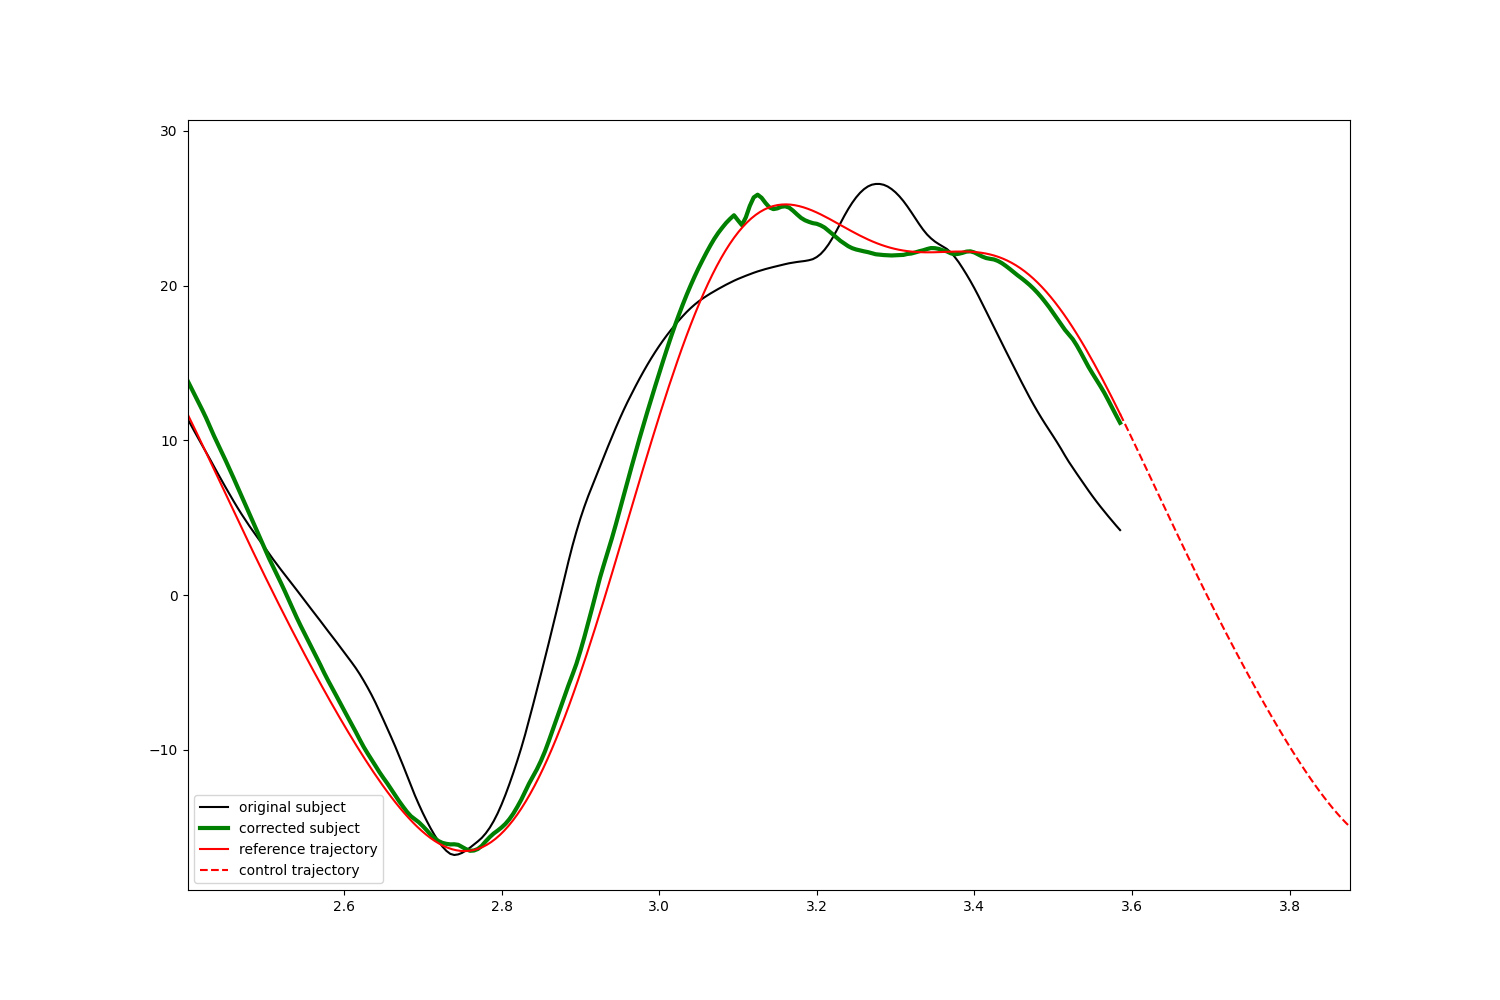 30
20
10
0
−10
original subject
corrected subject
reference trajectory
control trajectory
2.6 2.8 3.0 3.2 3.4 3.6 3.8